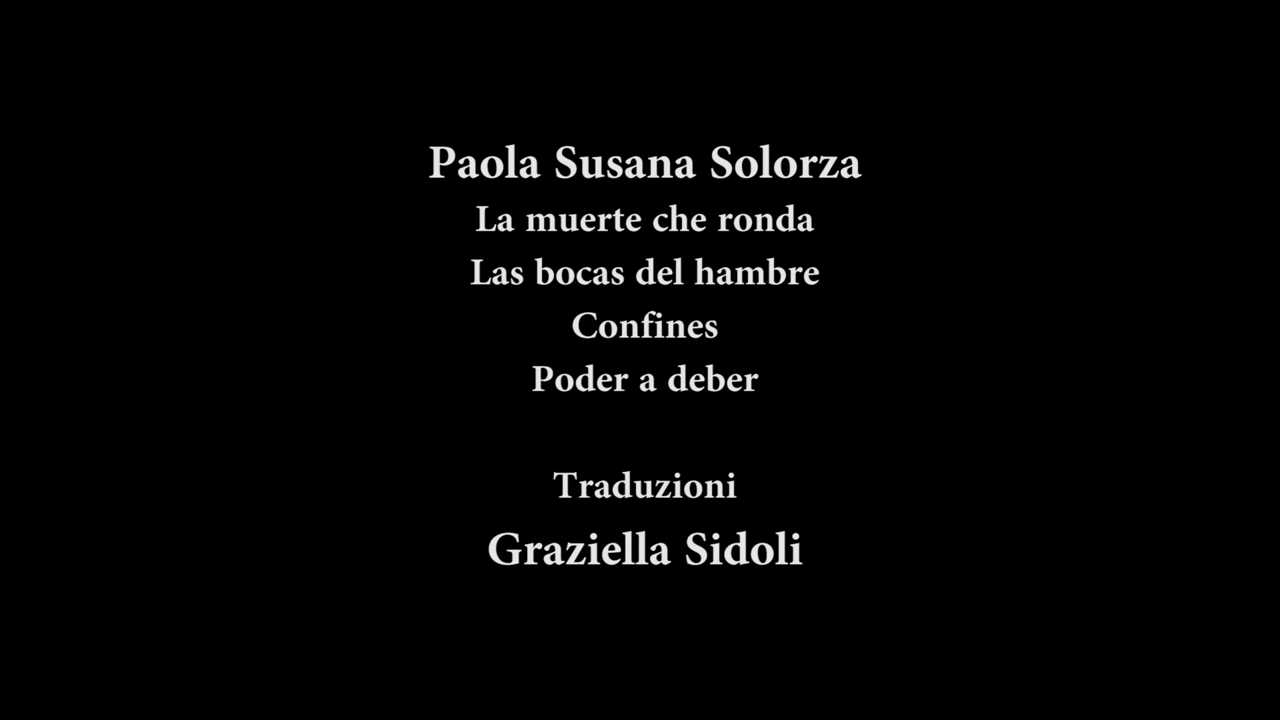 Paola Susana Solorza
La muerte che ronda
Las bocas del hambre
Confines
Poder a deber
Traduzioni
Graziella Sidoli